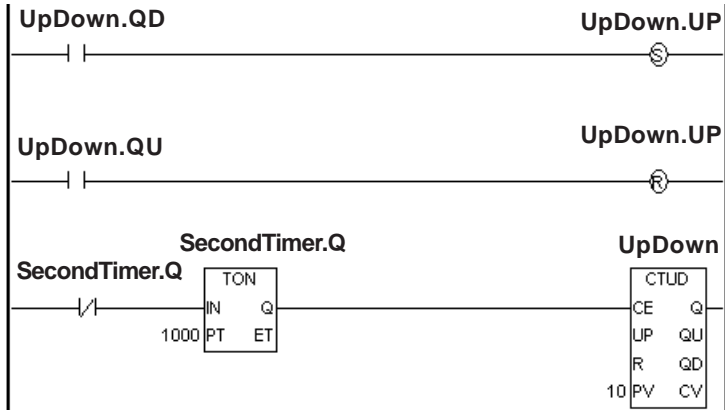 UpDown.QD
UpDown.UP
S
UpDown.QU
UpDown.UP
R
SecondTimer.Q
UpDown
SecondTimer.Q
TON
CTUD
IN Q
CE Q
1000 PT ET
UP QU
R QD
10 PV CV